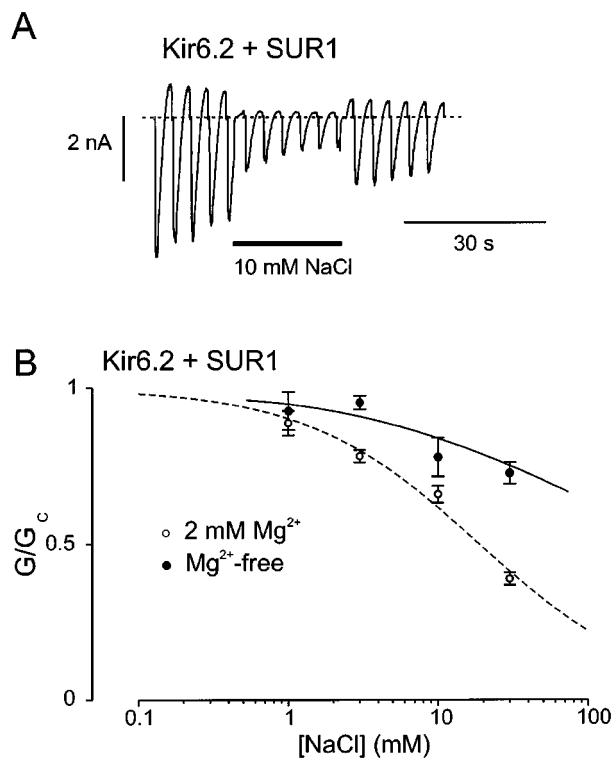 A
Kir6.2 + SUR1
2 nA
10 mM NaCl
30 s
B
Kir6.2 + SUR1
1
0.5
0
G/Gc
2 mM Mg²⁺
Mg²⁺-free
0.1 1 10 100
[NaCl] (mM)